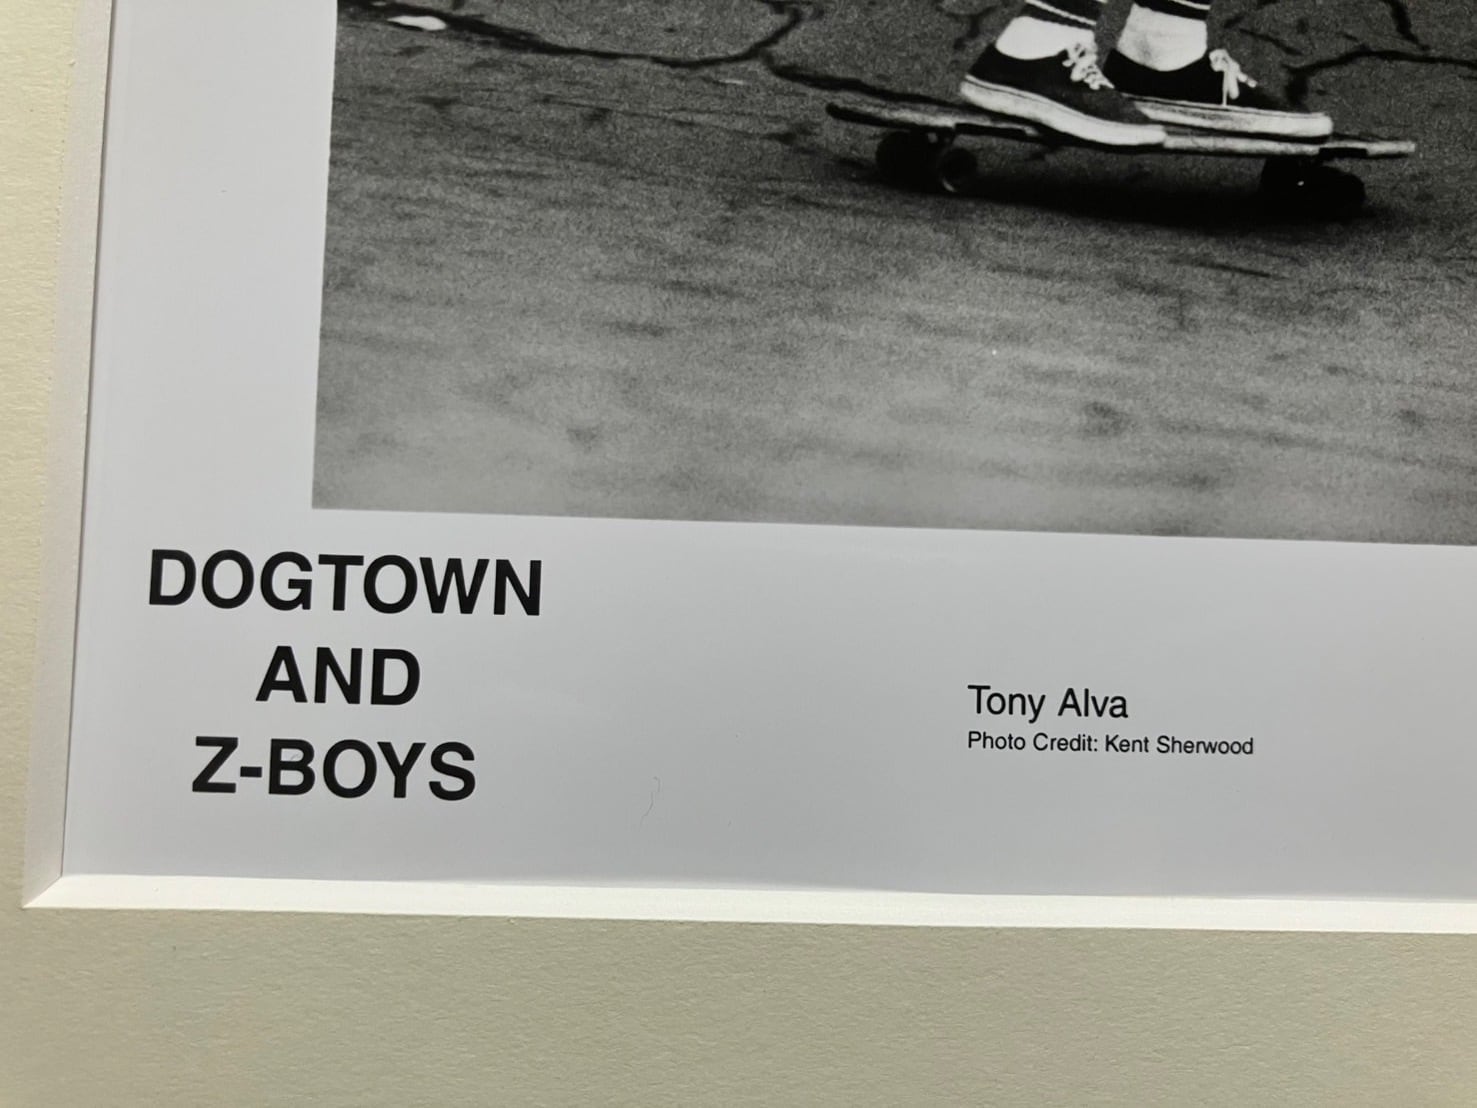 DOGTOWN
AND
Z-BOYS
Tony Alva
Photo Credit: Kent Sherwood